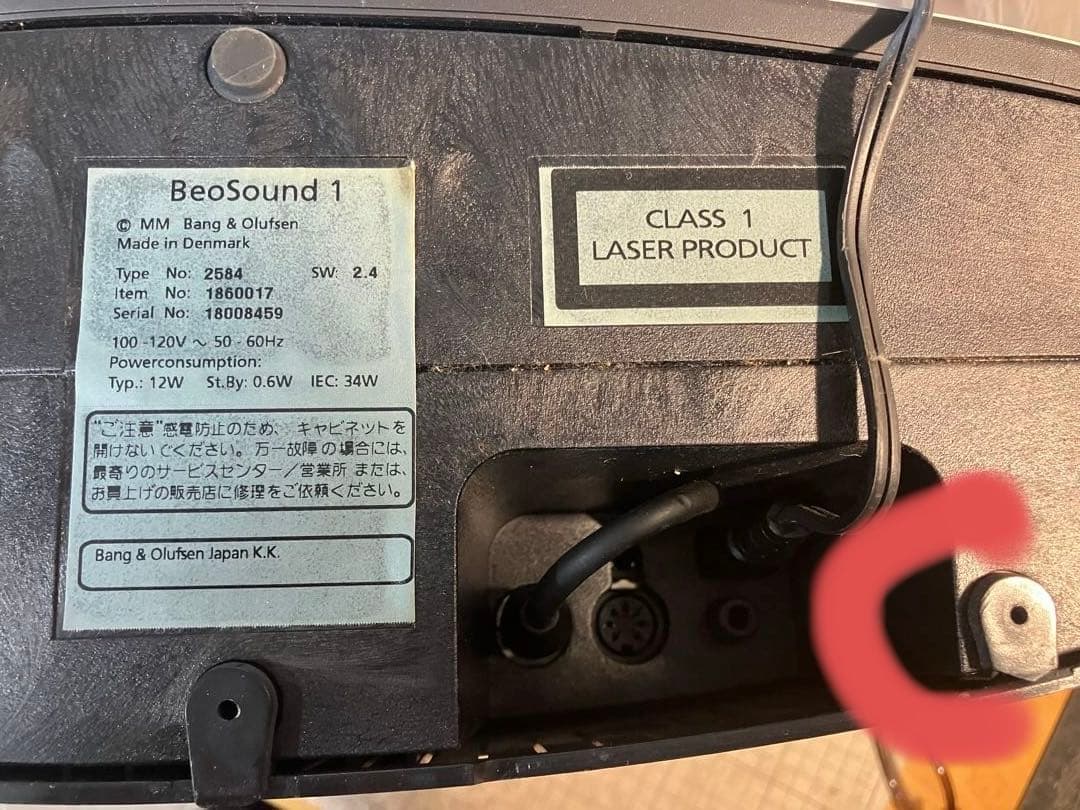 BeoSound 1
© MM Bang & Olufsen
Made in Denmark
Type No: 2584 SW: 2.4
Item No: 1860017
Serial No: 18008459
100 -120V ~ 50 - 60Hz
Powerconsumption:
Typ.: 12W St.By: 0.6W IEC: 34W
"ご注意"感電防止のため、キャビネットを
開けないでください。万一故障の場合には、
最寄りのサービスセンター/営業所 または、
お買上げの販売店に修理をご依頼ください。
Bang & Olufsen Japan K.K.
CLASS 1
LASER PRODUCT
C